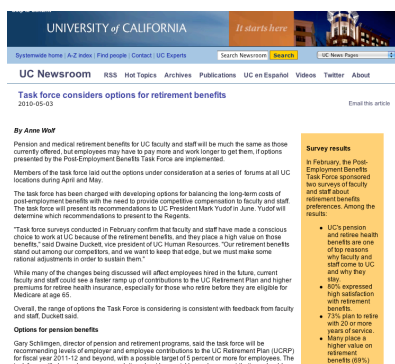 UNIVERSITY of CALIFORNIA
It starts here
Systemwide home | A-Z index | Find people | Contact | UC Experts
Search Newsroom Search
UC News Pages
UC Newsroom RSS Hot Topics Archives Publications UC en Español Videos Twitter About
Task force considers options for retirement benefits
2010-05-03
Email this article
By Anne Wolf
Pension and medical retirement benefits for UC faculty and staff will be much the same as those
currently offered, but employees may have to pay more and work longer to get them, if options
presented by the Post-Employment Benefits Task Force are implemented.
Members of the task force laid out the options under consideration at a series of forums at all UC
locations during April and May.
The task force has been charged with developing options for balancing the long-term costs of
post-employment benefits with the need to provide competitive compensation to faculty and staff.
The task force will present its recommendations to UC President Mark Yudof in June. Yudof will
determine which recommendations to present to the Regents.
"Task force surveys conducted in February confirm that faculty and staff have made a conscious
choice to work at UC because of the retirement benefits, and they place a high value on those
benefits," said Dwaine Duckett, vice president of UC Human Resources. "Our retirement benefits
stand out among our competitors, and we want to keep that edge, but we must make some
rational adjustments in order to sustain them."
While many of the changes being discussed will affect employees hired in the future, current
faculty and staff could see a faster ramp up of contributions to the UC Retirement Plan and higher
premiums for retiree health insurance, especially for those who retire before they are eligible for
Medicare at age 65.
Overall, the range of options the Task Force is considering is consistent with feedback from faculty
and staff, Duckett said.
Options for pension benefits
Gary Schlimgen, director of pension and retirement programs, said the task force will be
recommending levels of employer and employee contributions to the UC Retirement Plan (UCRP)
for fiscal year 2011-12 and beyond, with a possible target of 5 percent or more for employees. The
Survey results
In February, the Post-
Employment Benefits
Task Force sponsored
two surveys of faculty
and staff about
retirement benefits
preferences. Among the
results:
• UC's pension
and retiree health
benefits are one
of top reasons
why faculty and
staff come to UC
and why they
stay.
• 80% expressed
high satisfaction
with retirement
benefits.
• 73% plan to retire
with 20 or more
years of service.
• Many place a
higher value on
retirement
benefits (69%)